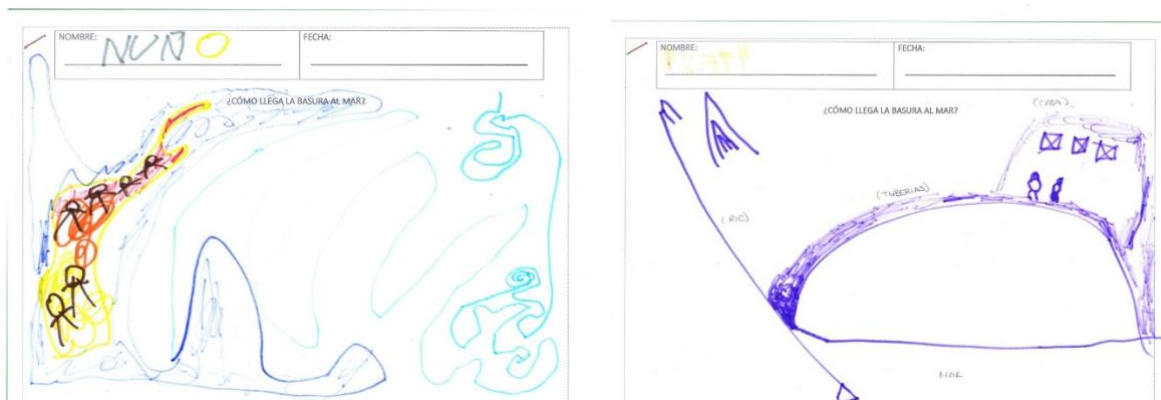 NOMBRE: NUNO
FECHA:
¿CÓMO LLEGA LA BASURA AL MAR?
NOMBRE:
FECHA:
¿CÓMO LLEGA LA BASURA AL MAR?
(CASA)
(TUBERIAS)
(RIO)
MAR